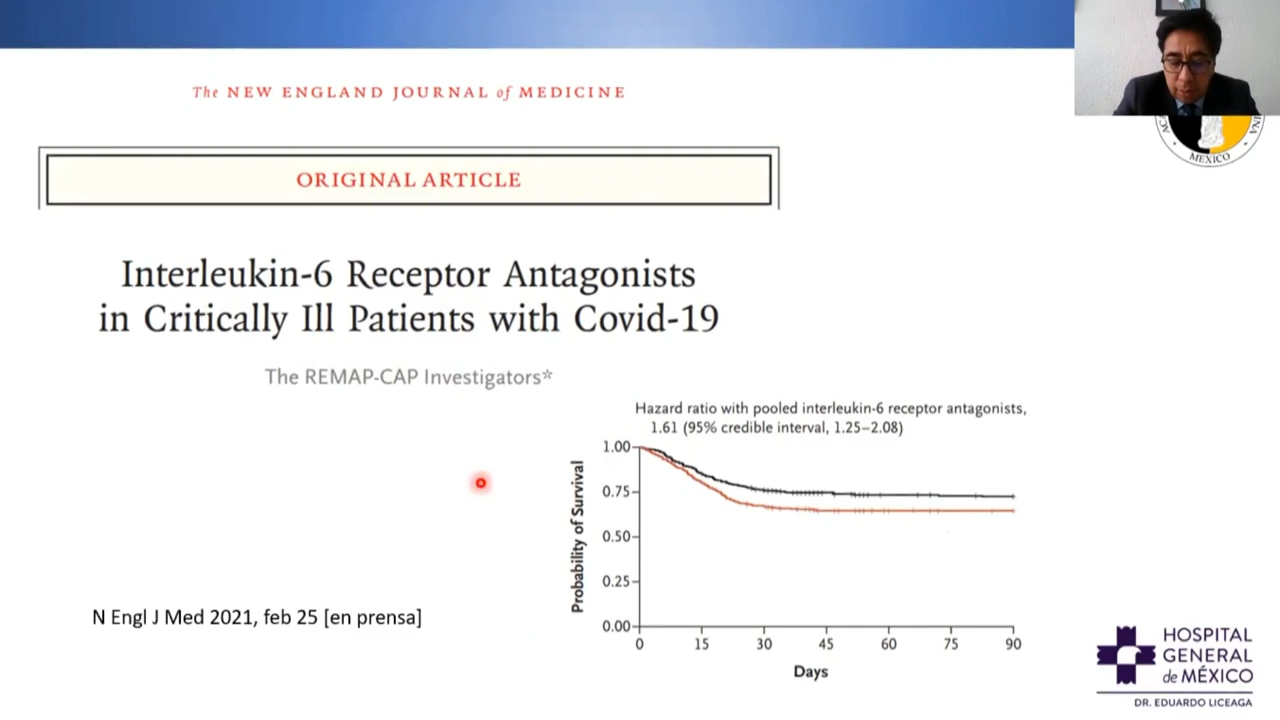 The NEW ENGLAND JOURNAL of MEDICINE
ORIGINAL ARTICLE
Interleukin-6 Receptor Antagonists
in Critically Ill Patients with Covid-19
The REMAP-CAP Investigators*
Hazard ratio with pooled interleukin-6 receptor antagonists,
1.61 (95% credible interval, 1.25–2.08)
Probability of Survival
1.00
0.75
0.50
0.25
0.00
0 15 30 45 60 75 90
Days
N Engl J Med 2021, feb 25 [en prensa]
MEXICO
HOSPITAL
GENERAL
de MÉXICO
DR. EDUARDO LICEAGA